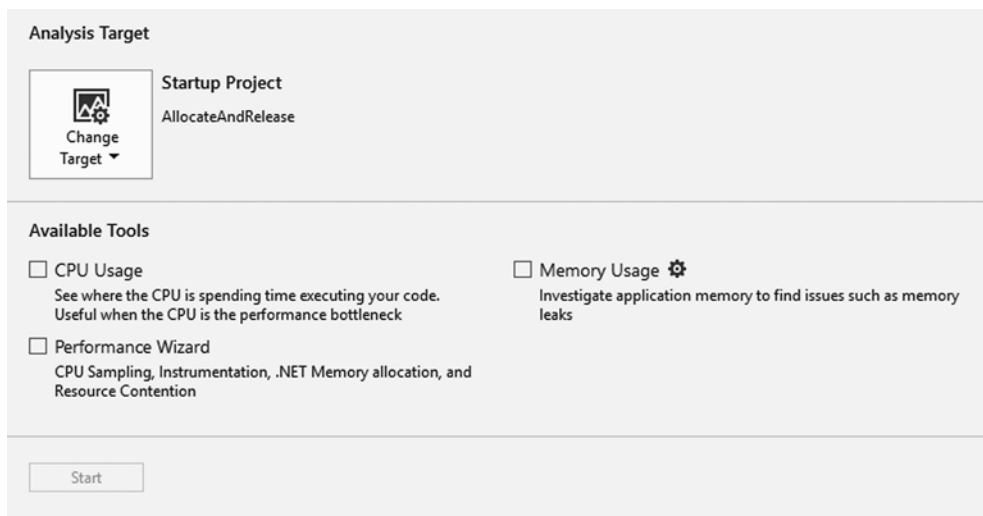 Analysis Target
Change
Target
Startup Project
AllocateAndRelease
Available Tools
CPU Usage
See where the CPU is spending time executing your code.
Useful when the CPU is the performance bottleneck
Memory Usage
Investigate application memory to find issues such as memory
leaks
Performance Wizard
CPU Sampling, Instrumentation, .NET Memory allocation, and
Resource Contention
Start